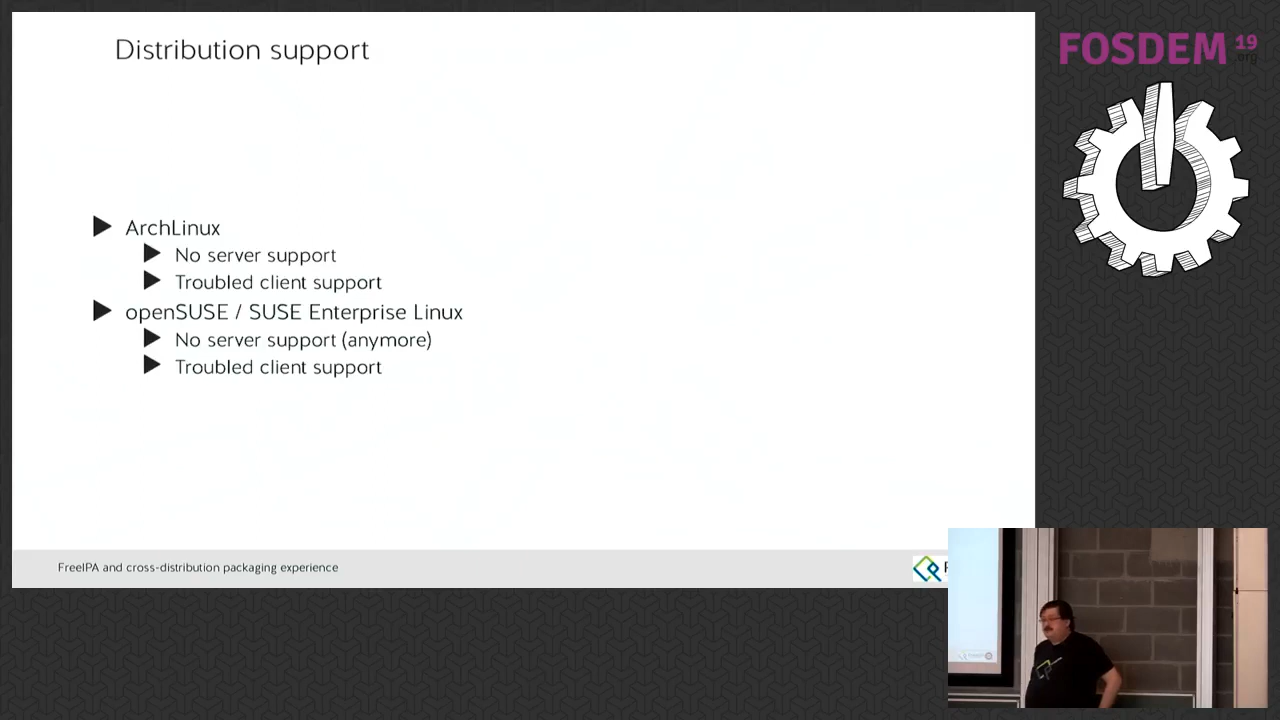 Distribution support
FOSDEM 19
.org
ArchLinux
No server support
Troubled client support
openSUSE / SUSE Enterprise Linux
No server support (anymore)
Troubled client support
FreeIPA and cross-distribution packaging experience